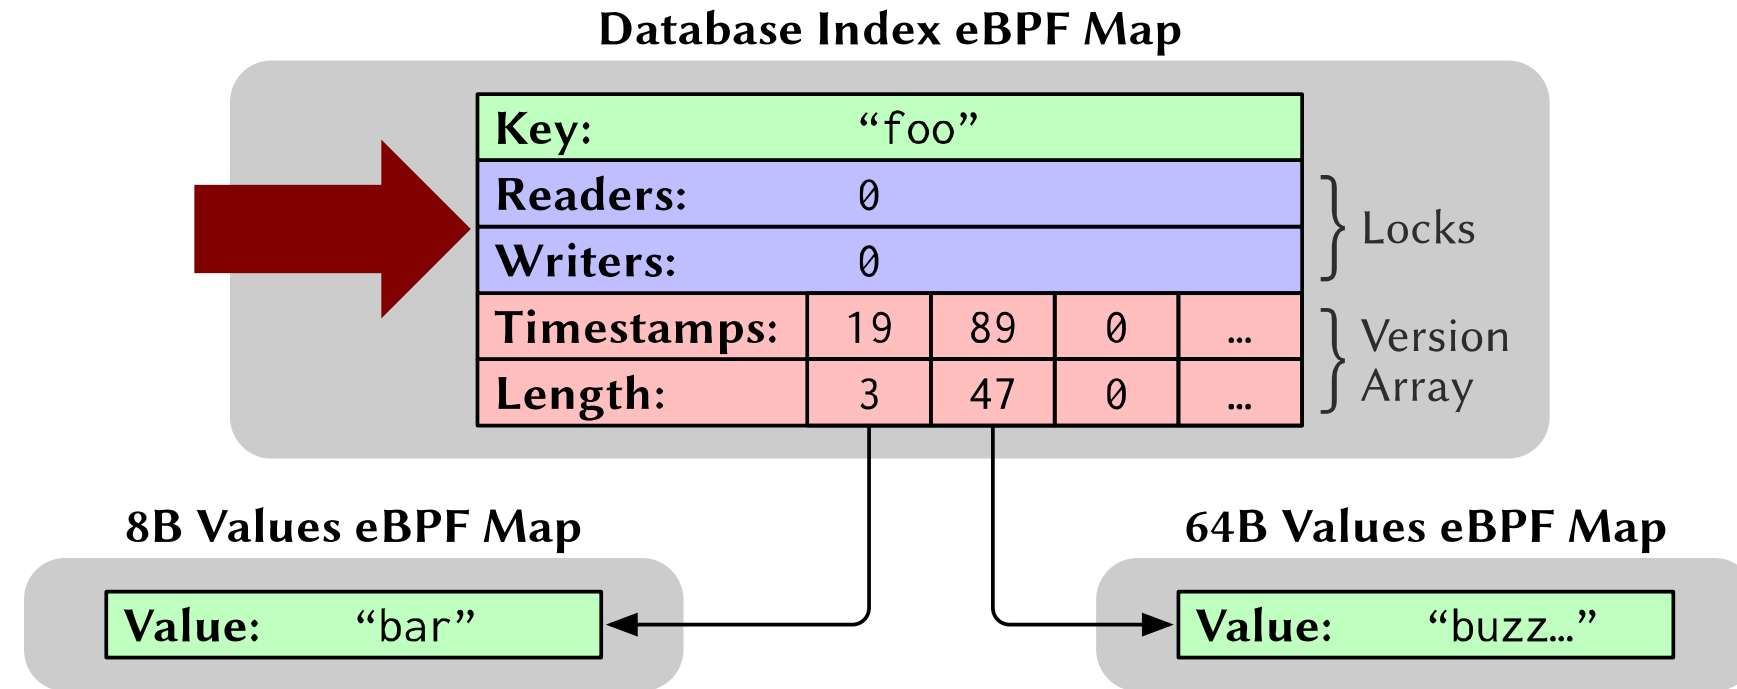 Database Index eBPF Map
Key: “foo”
Readers: 0
Writers: 0
Locks
Timestamps: 19 89 0 …
Length: 3 47 0 …
Version
Array
8B Values eBPF Map
64B Values eBPF Map
Value: “bar”
Value: “buzz…”